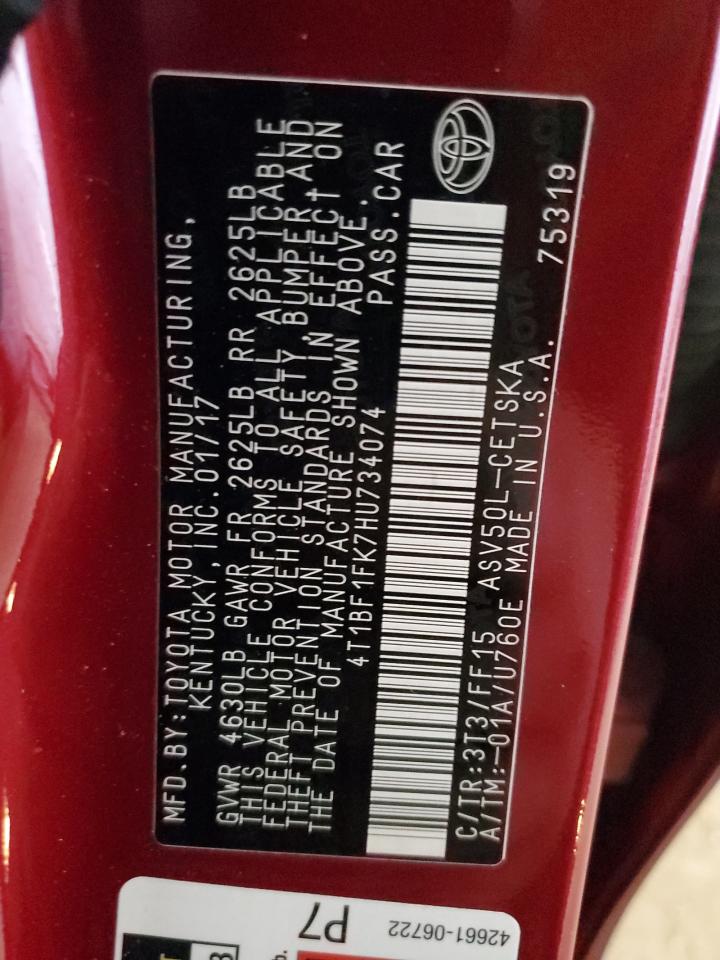 MFD.BY:TOYOTA MOTOR MANUFACTURING,
KENTUCKY,INC.01/17
GVWR 4630LB GAWR FR 2625LB RR 2625LB
THIS VEHICLE CONFORMS TO ALL APPLICABLE
FEDERAL MOTOR VEHICLE SAFETY, BUMPER,AND
THEFT PREVENTION STANDARDS IN EFFECT ON
THE DATE OF MANUFACTURE SHOWN ABOVE.
4T1BF1FK7HU734074 PASS.CAR
C/TR:3T3/FF15 ASV50L-CETSKA
A/TM:-01A/U760E MADE IN U.S.A. 75319
P7
42661-06722